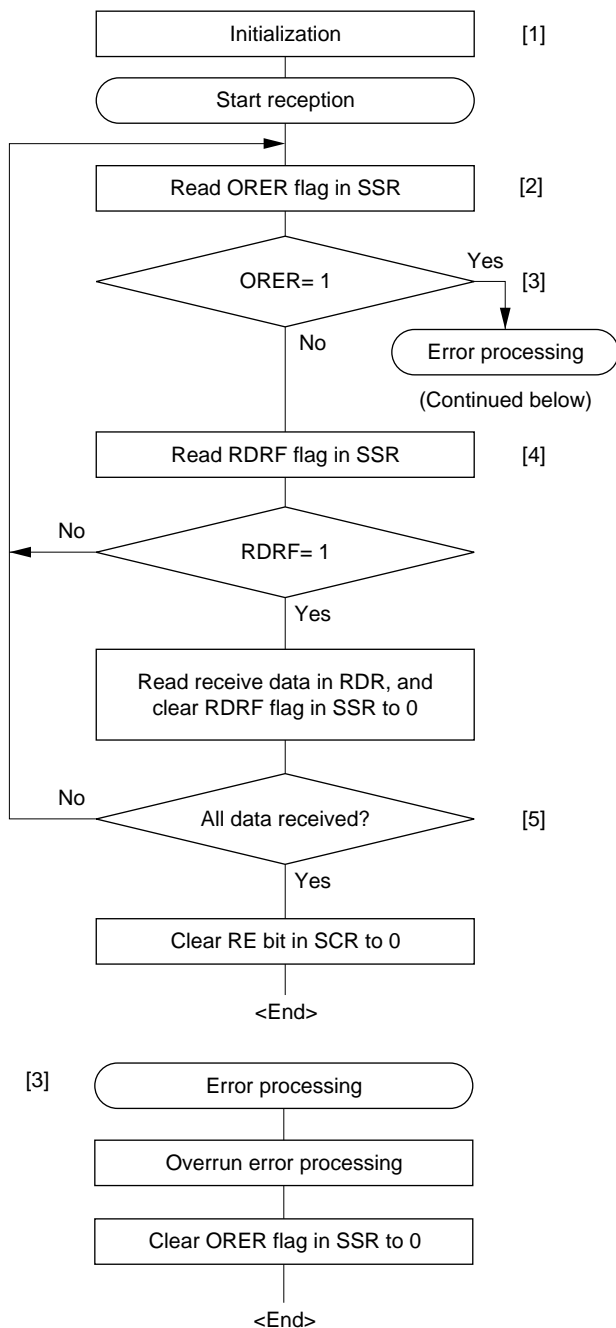 Initialization [1]
Start reception
Read ORER flag in SSR [2]
Yes
ORER= 1 [3]
No
Error processing
(Continued below)
Read RDRF flag in SSR [4]
No
RDRF= 1
Yes
Read receive data in RDR, and
clear RDRF flag in SSR to 0
No
All data received? [5]
Yes
Clear RE bit in SCR to 0
<End>
[3] Error processing
Overrun error processing
Clear ORER flag in SSR to 0
<End>